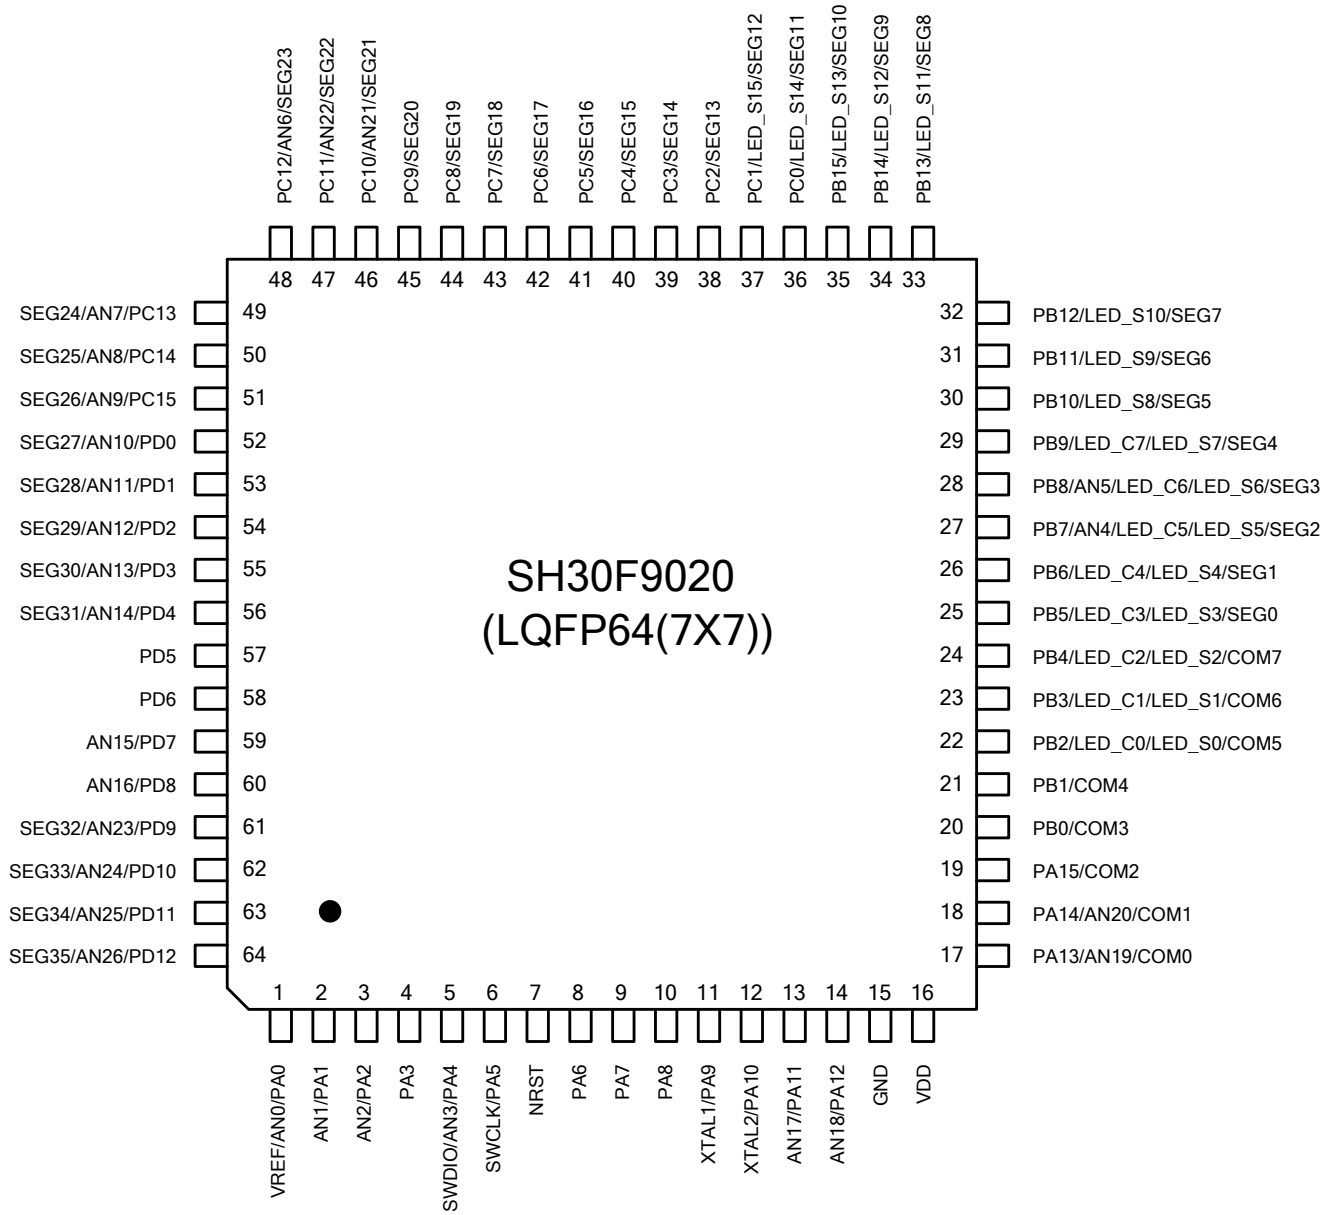 PC12/AN6/SEG23
PC11/AN22/SEG22
PC10/AN21/SEG21
PC9/SEG20
PC8/SEG19
PC7/SEG18
PC6/SEG17
PC5/SEG16
PC4/SEG15
PC3/SEG14
PC2/SEG13
PC1/LED_S15/SEG12
PC0/LED_S14/SEG11
PB15/LED_S13/SEG10
PB14/LED_S12/SEG9
PB13/LED_S11/SEG8
48 47 46 45 44 43 42 41 40 39 38 37 36 35 34 33
SEG24/AN7/PC13 49
SEG25/AN8/PC14 50
SEG26/AN9/PC15 51
SEG27/AN10/PD0 52
SEG28/AN11/PD1 53
SEG29/AN12/PD2 54
SEG30/AN13/PD3 55
SEG31/AN14/PD4 56
PD5 57
PD6 58
AN15/PD7 59
AN16/PD8 60
SEG32/AN23/PD9 61
SEG33/AN24/PD10 62
SEG34/AN25/PD11 63
SEG35/AN26/PD12 64
SH30F9020
(LQFP64(7X7))
32 PB12/LED_S10/SEG7
31 PB11/LED_S9/SEG6
30 PB10/LED_S8/SEG5
29 PB9/LED_C7/LED_S7/SEG4
28 PB8/AN5/LED_C6/LED_S6/SEG3
27 PB7/AN4/LED_C5/LED_S5/SEG2
26 PB6/LED_C4/LED_S4/SEG1
25 PB5/LED_C3/LED_S3/SEG0
24 PB4/LED_C2/LED_S2/COM7
23 PB3/LED_C1/LED_S1/COM6
22 PB2/LED_C0/LED_S0/COM5
21 PB1/COM4
20 PB0/COM3
19 PA15/COM2
18 PA14/AN20/COM1
17 PA13/AN19/COM0
1 2 3 4 5 6 7 8 9 10 11 12 13 14 15 16
VREF/AN0/PA0
AN1/PA1
AN2/PA2
PA3
SWDIO/AN3/PA4
SWCLK/PA5
NRST
PA6
PA7
PA8
XTAL1/PA9
XTAL2/PA10
AN17/PA11
AN18/PA12
GND
VDD